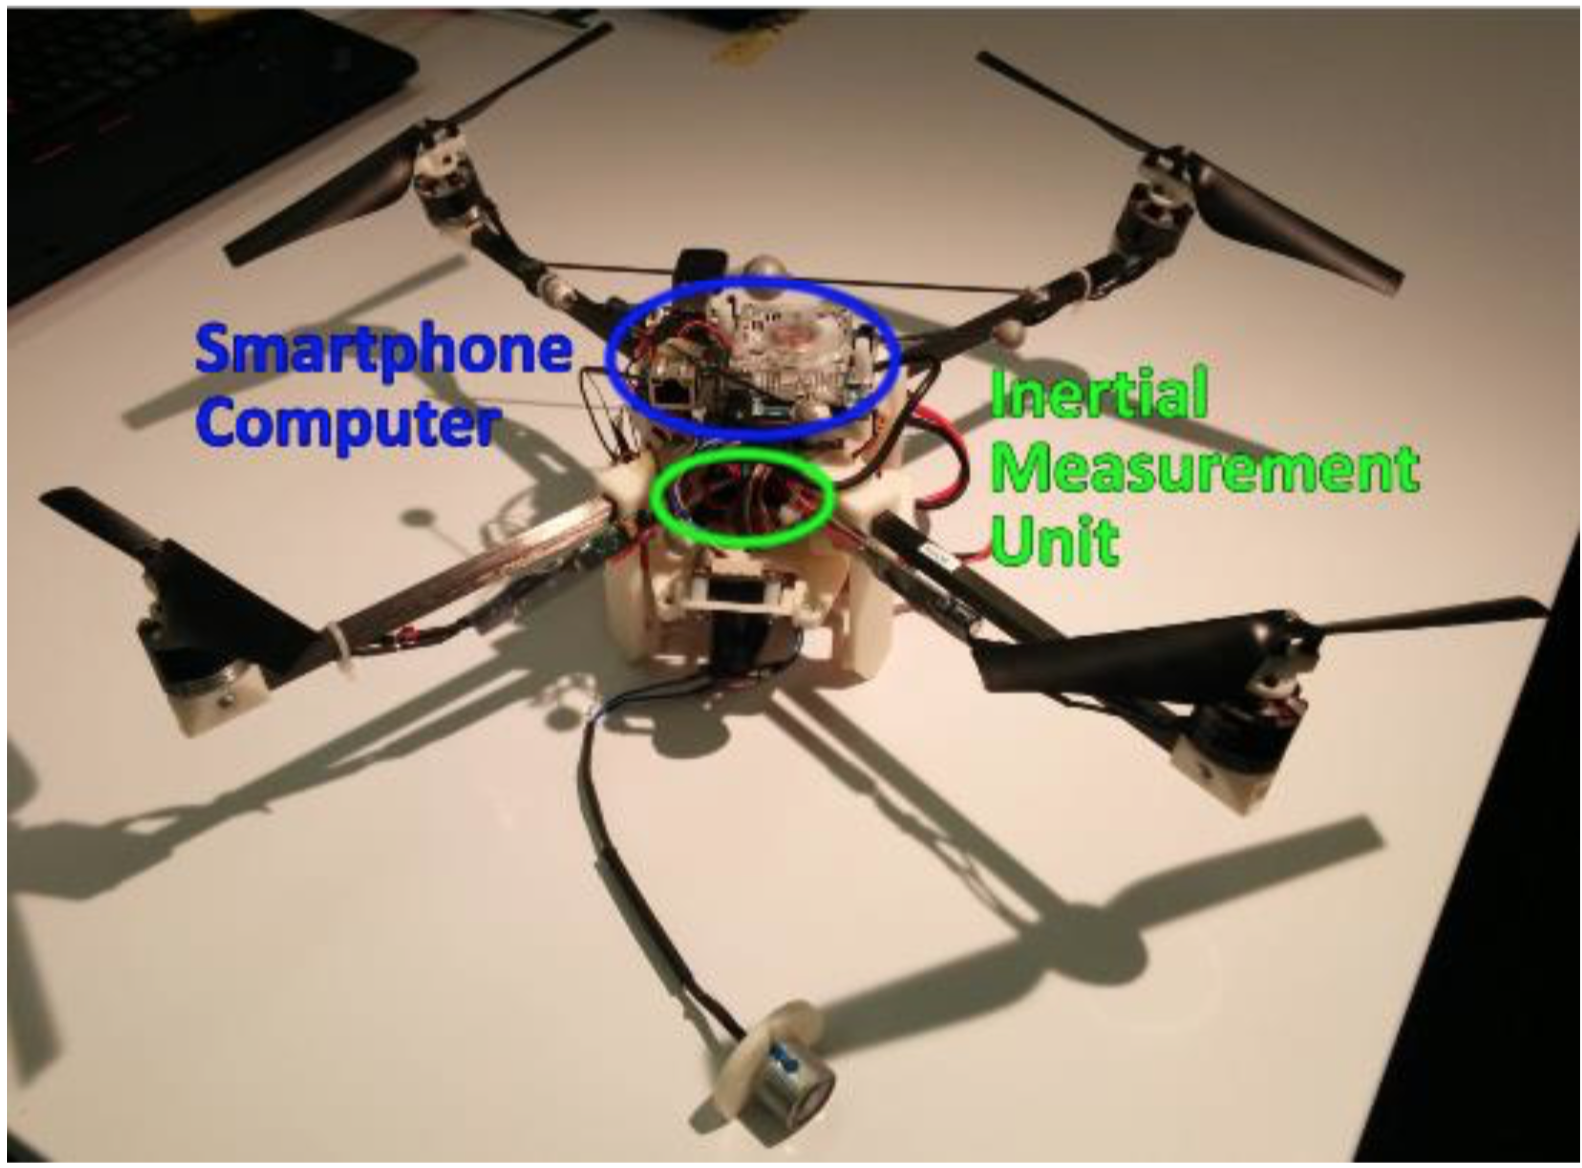 Smartphone
Computer
Inertial
Measurement
Unit